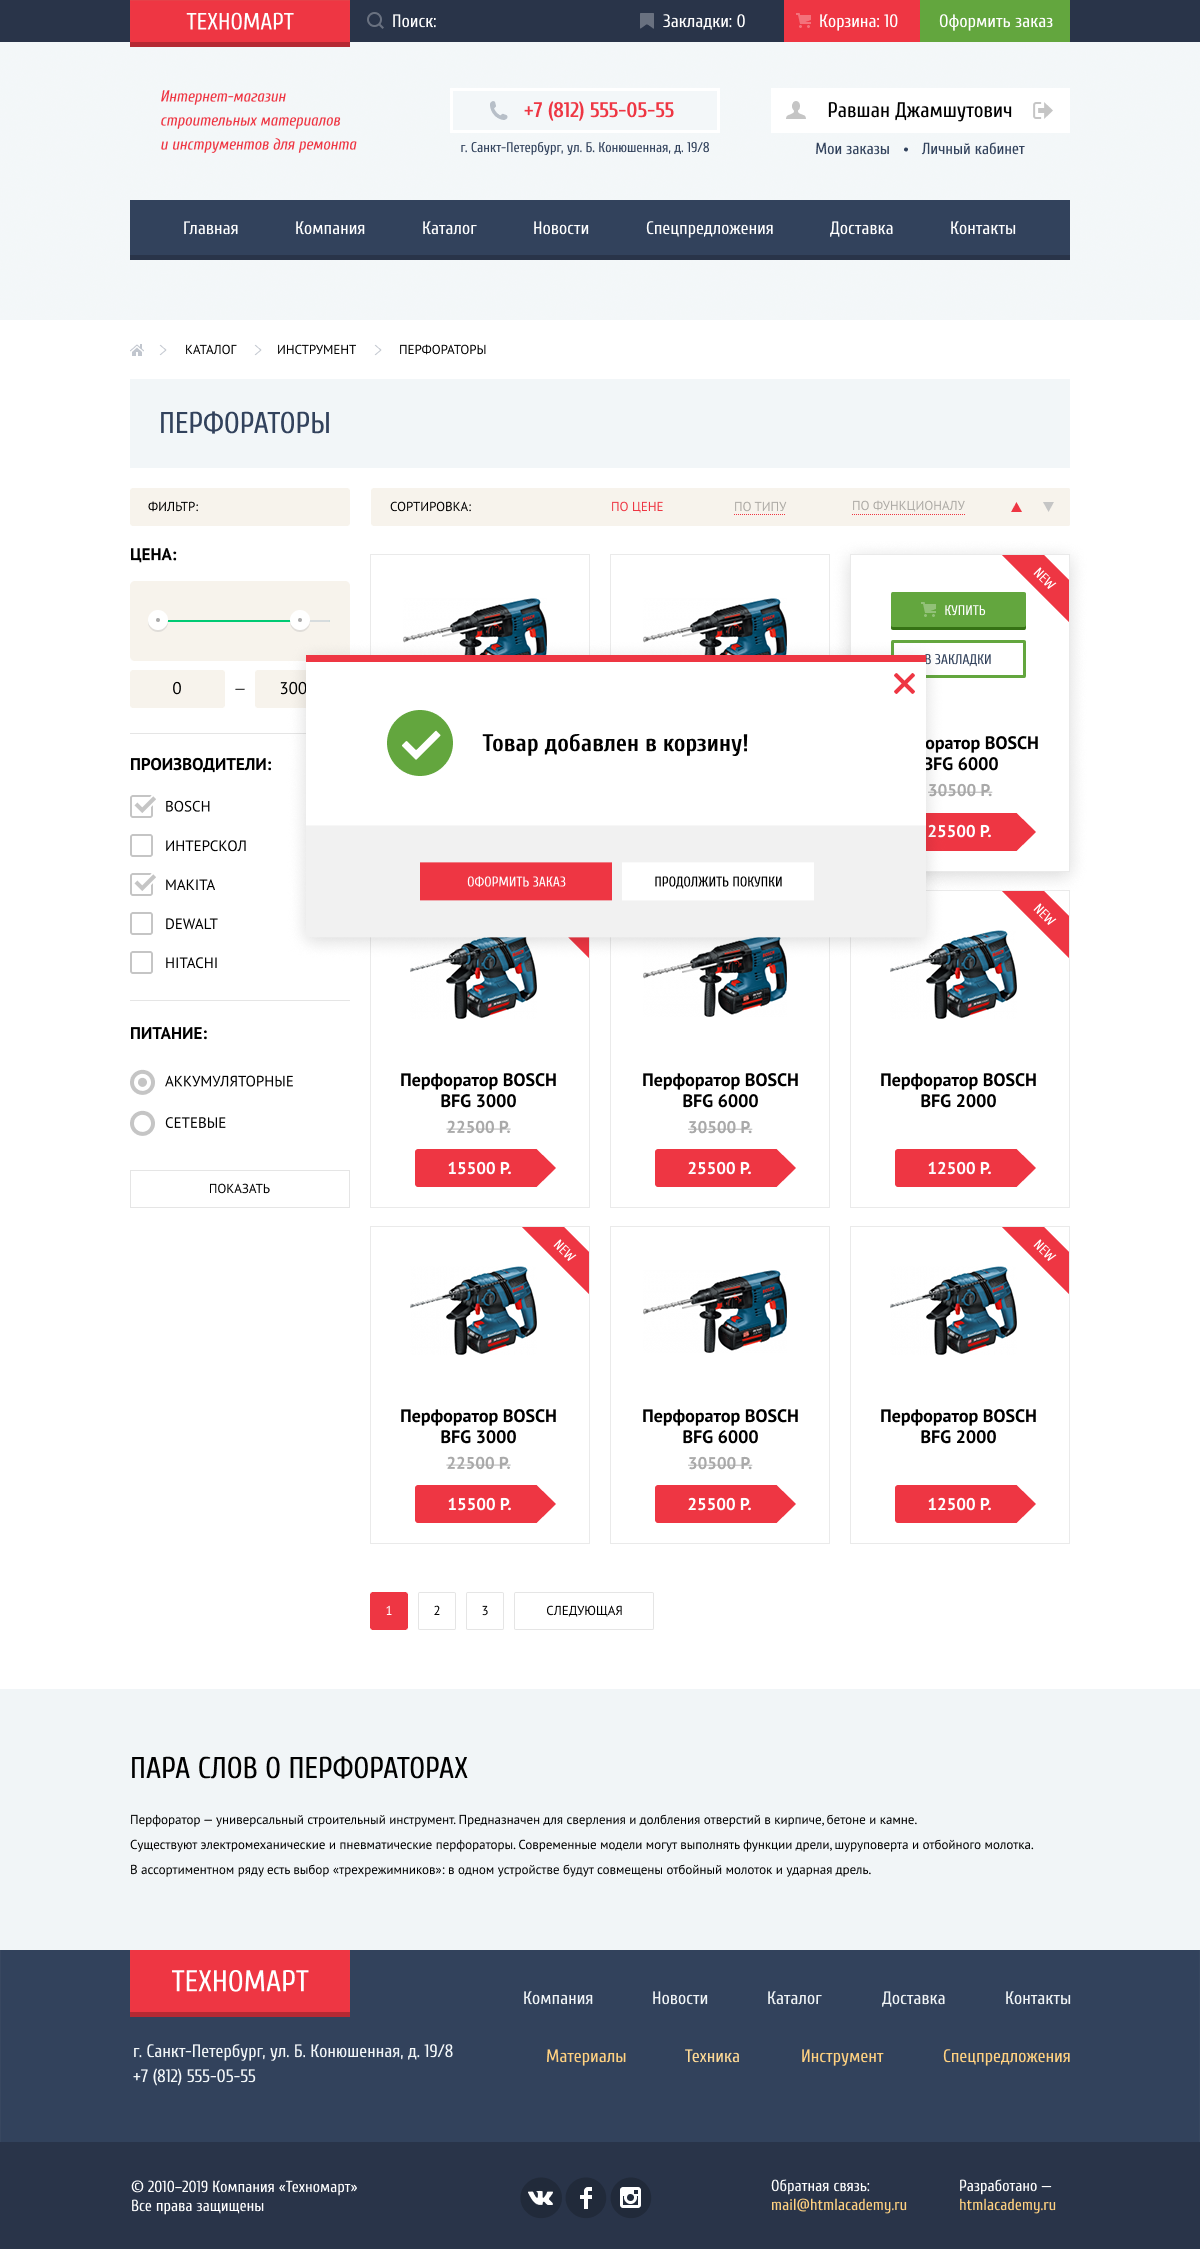 ТЕХНОМАРТ
Поиск:
Закладки: 0
Корзина: 10
Оформить заказ
Интернет-магазин
строительных материалов
и инструментов для ремонта
+7 (812) 555-05-55
г. Санкт-Петербург, ул. Б. Конюшенная, д. 19/8
Равшан Джамшутович
Мои заказы • Личный кабинет
Главная
Компания
Каталог
Новости
Спецпредложения
Доставка
Контакты
КАТАЛОГ
ИНСТРУМЕНТ
ПЕРФОРАТОРЫ
ПЕРФОРАТОРЫ
ФИЛЬТР:
СОРТИРОВКА:
ПО ЦЕНЕ
ПО ТИПУ
ПО ФУНКЦИОНАЛУ
ЦЕНА:
0
–
300
ПРОИЗВОДИТЕЛИ:
BOSCH
ИНТЕРСКОЛ
MAKITA
DEWALT
HITACHI
ПИТАНИЕ:
АККУМУЛЯТОРНЫЕ
СЕТЕВЫЕ
ПОКАЗАТЬ
NEW
КУПИТЬ
В ЗАКЛАДКИ
оратор BOSCH
BFG 6000
30500 Р.
25500 Р.
Товар добавлен в корзину!
ОФОРМИТЬ ЗАКАЗ
ПРОДОЛЖИТЬ ПОКУПКИ
NEW
Перфоратор BOSCH
BFG 3000
22500 Р.
15500 Р.
Перфоратор BOSCH
BFG 6000
30500 Р.
25500 Р.
Перфоратор BOSCH
BFG 2000
12500 Р.
NEW
Перфоратор BOSCH
BFG 3000
22500 Р.
15500 Р.
Перфоратор BOSCH
BFG 6000
30500 Р.
25500 Р.
NEW
Перфоратор BOSCH
BFG 2000
12500 Р.
1
2
3
СЛЕДУЮЩАЯ
ПАРА СЛОВ О ПЕРФОРАТОРАХ
Перфоратор — универсальный строительный инструмент. Предназначен для сверления и долбления отверстий в кирпиче, бетоне и камне.
Существуют электромеханические и пневматические перфораторы. Современные модели могут выполнять функции дрели, шуруповерта и отбойного молотка.
В ассортиментном ряду есть выбор «трехрежимников»: в одном устройстве будут совмещены отбойный молоток и ударная дрель.
ТЕХНОМАРТ
г. Санкт-Петербург, ул. Б. Конюшенная, д. 19/8
+7 (812) 555-05-55
Компания
Новости
Каталог
Доставка
Контакты
Материалы
Техника
Инструмент
Спецпредложения
© 2010–2019 Компания «Техномарт»
Все права защищены
Обратная связь:
mail@htmlacademy.ru
Разработано —
htmlacademy.ru